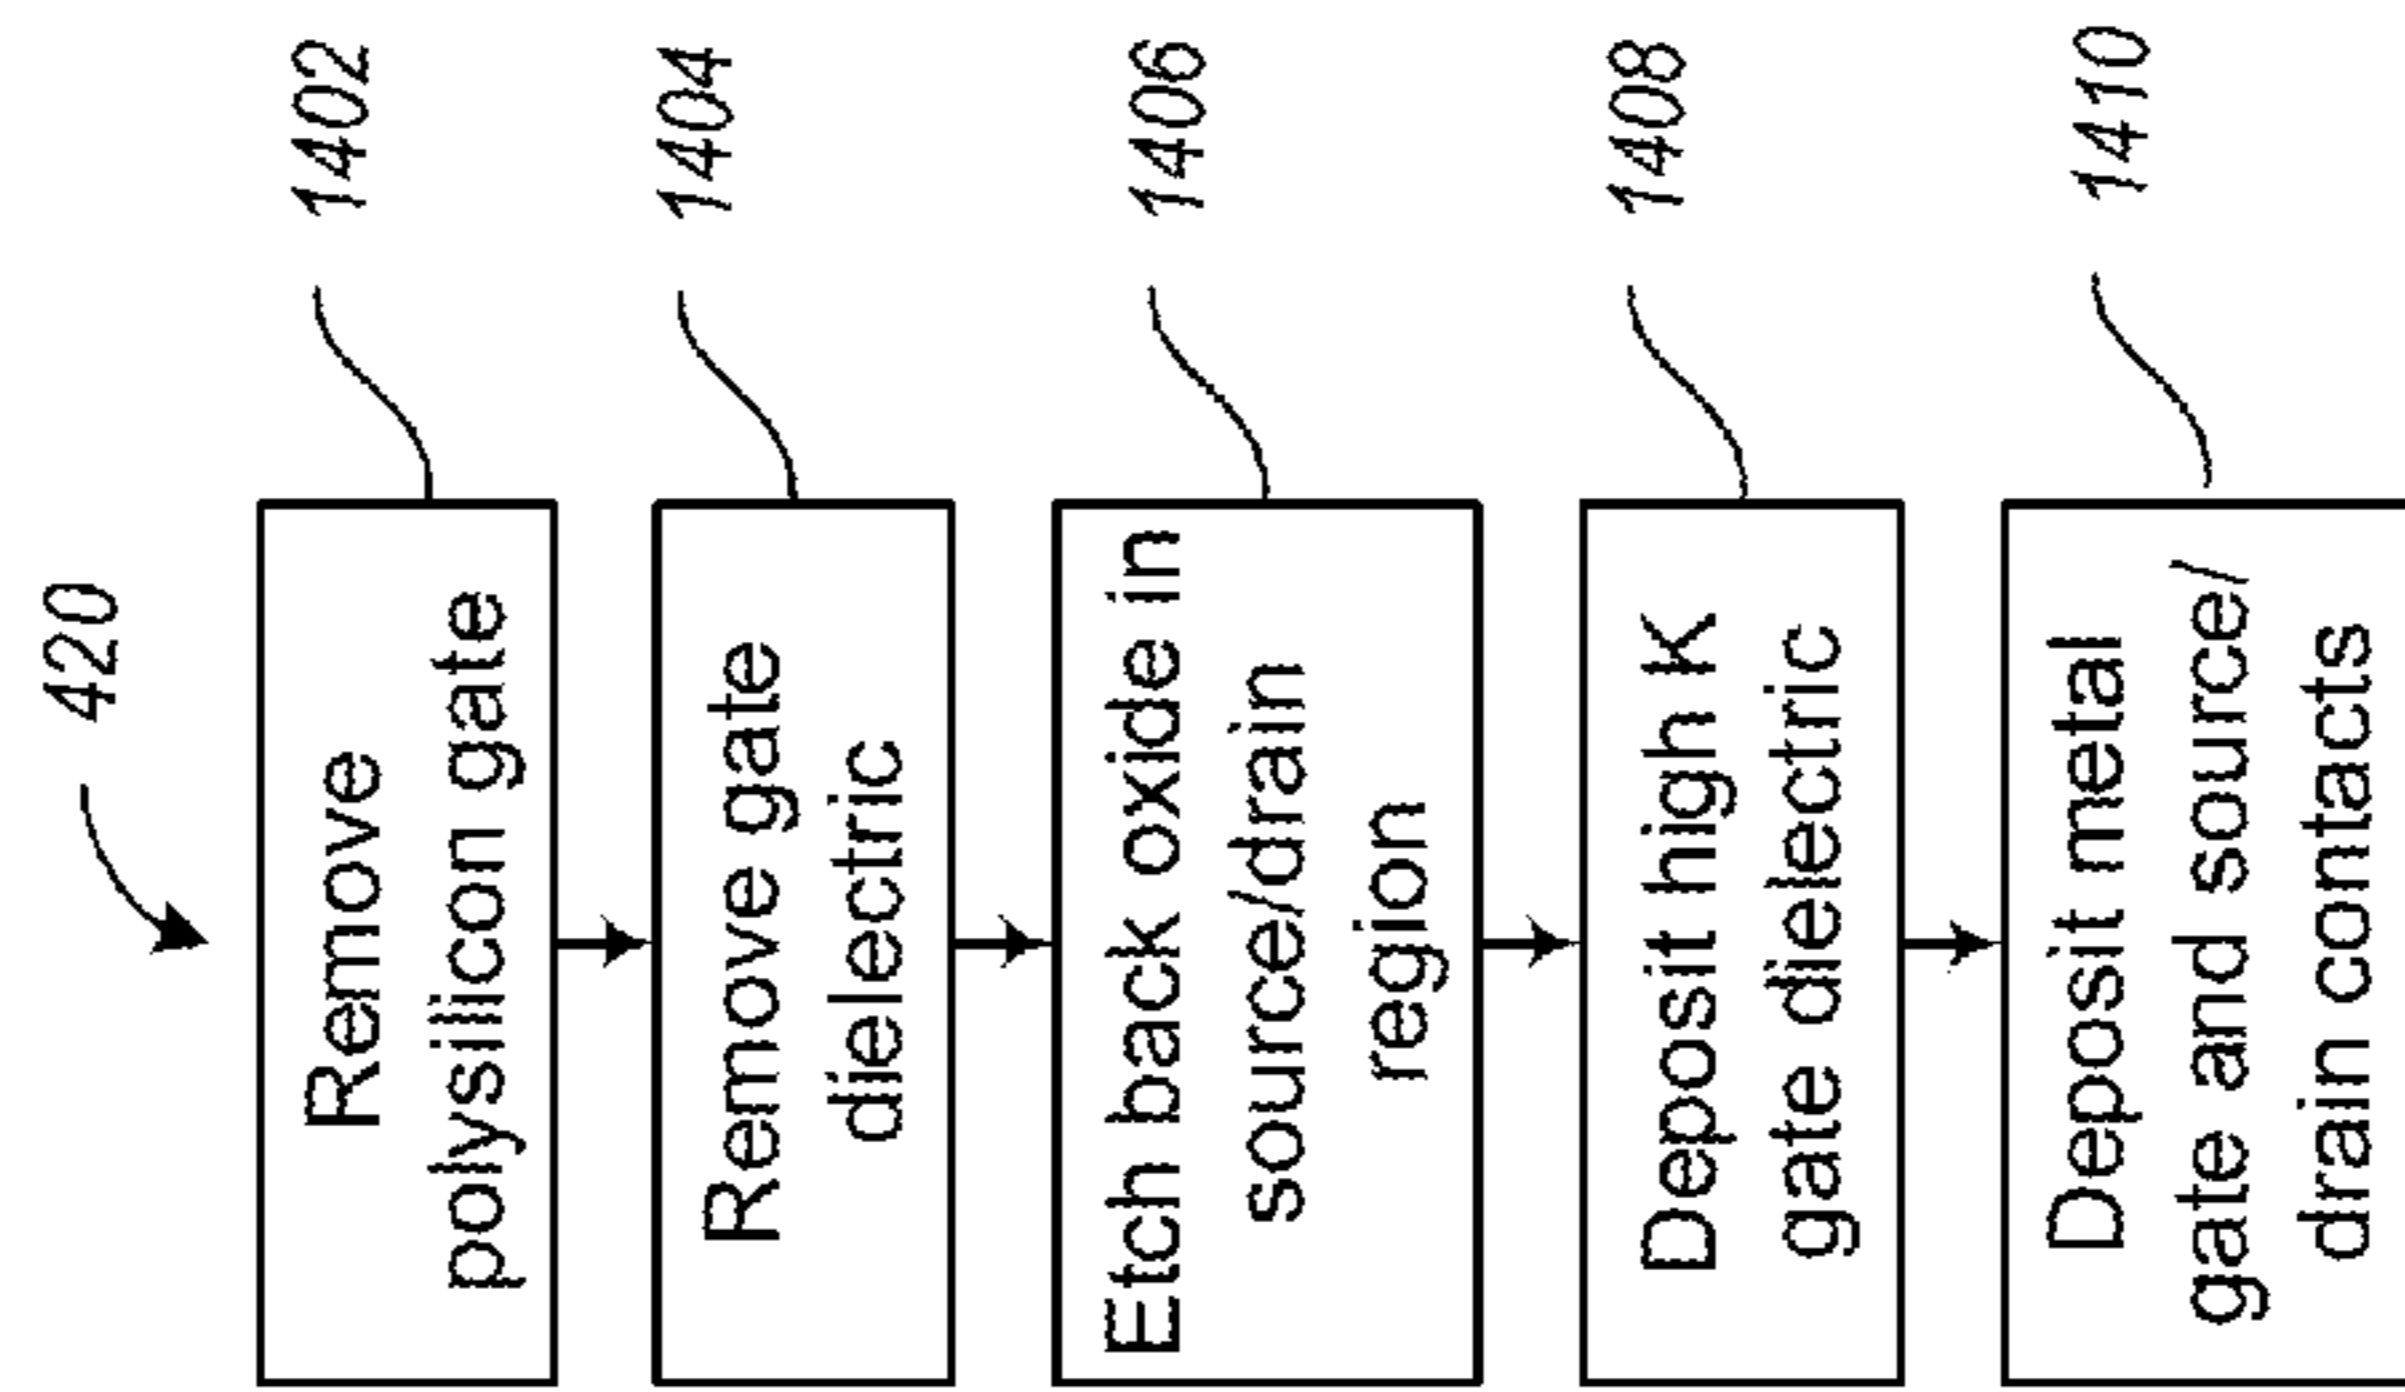 420
1402
Remove
polysilicon gate
1404
Remove gate
dielectric
1406
Etch back oxide in
source/drain
region
1408
Deposit high K
gate dielectric
1410
Deposit metal
gate and source/
drain contacts